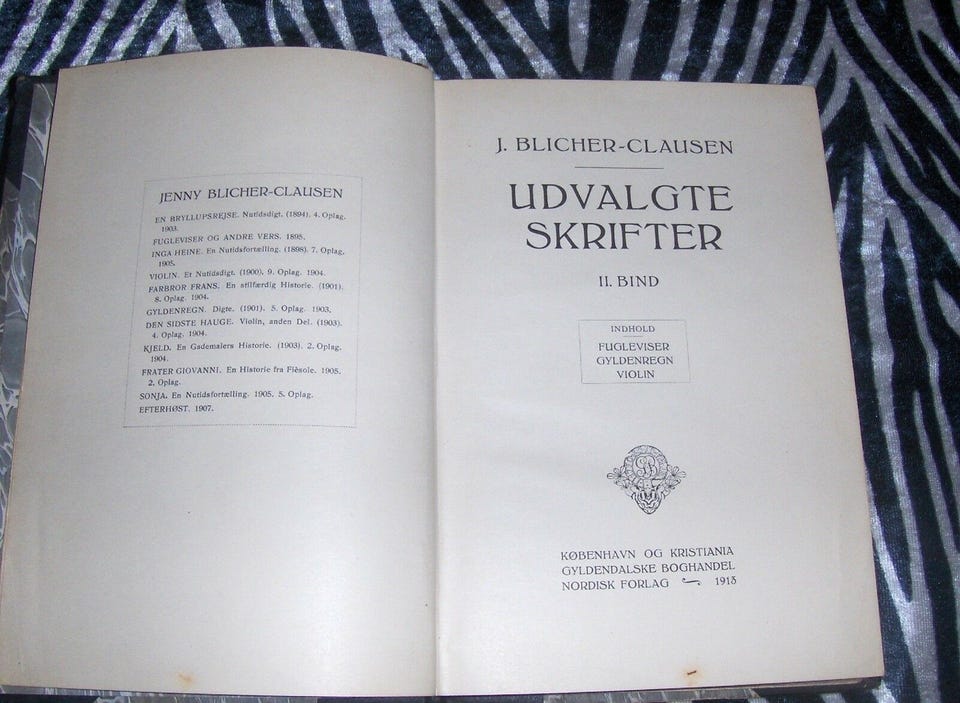 JENNY BLICHER-CLAUSEN
EN BRYLLUPSREJSE. Nutidsdigt. (1894). 4. Oplag.
1903.
FUGLEVISER OG ANDRE VERS. 1895.
INGA HEINE. En Nutidsfortælling. (1898). 7. Oplag.
1905.
VIOLIN. Et Nutidsdigt. (1900). 9. Oplag. 1904.
FARBROR FRANS. En stilfærdig Historie. (1901).
8. Oplag. 1904.
GYLDENREGN. Digte. (1901). 5. Oplag. 1903.
DEN SIDSTE HAUGE. Violin, anden Del. (1903).
4. Oplag. 1904.
KJELD. En Gademalers Historie. (1903). 2. Oplag.
1904.
FRATER GIOVANNI. En Historie fra Fièsole. 1905.
2. Oplag.
SONJA. En Nutidsfortælling. 1905. 5. Oplag.
EFTERHØST. 1907.
J. BLICHER-CLAUSEN
UDVALGTE
SKRIFTER
II. BIND
INDHOLD
FUGLEVISER
GYLDENREGN
VIOLIN
KØBENHAVN OG KRISTIANIA
GYLDENDALSKE BOGHANDEL
NORDISK FORLAG